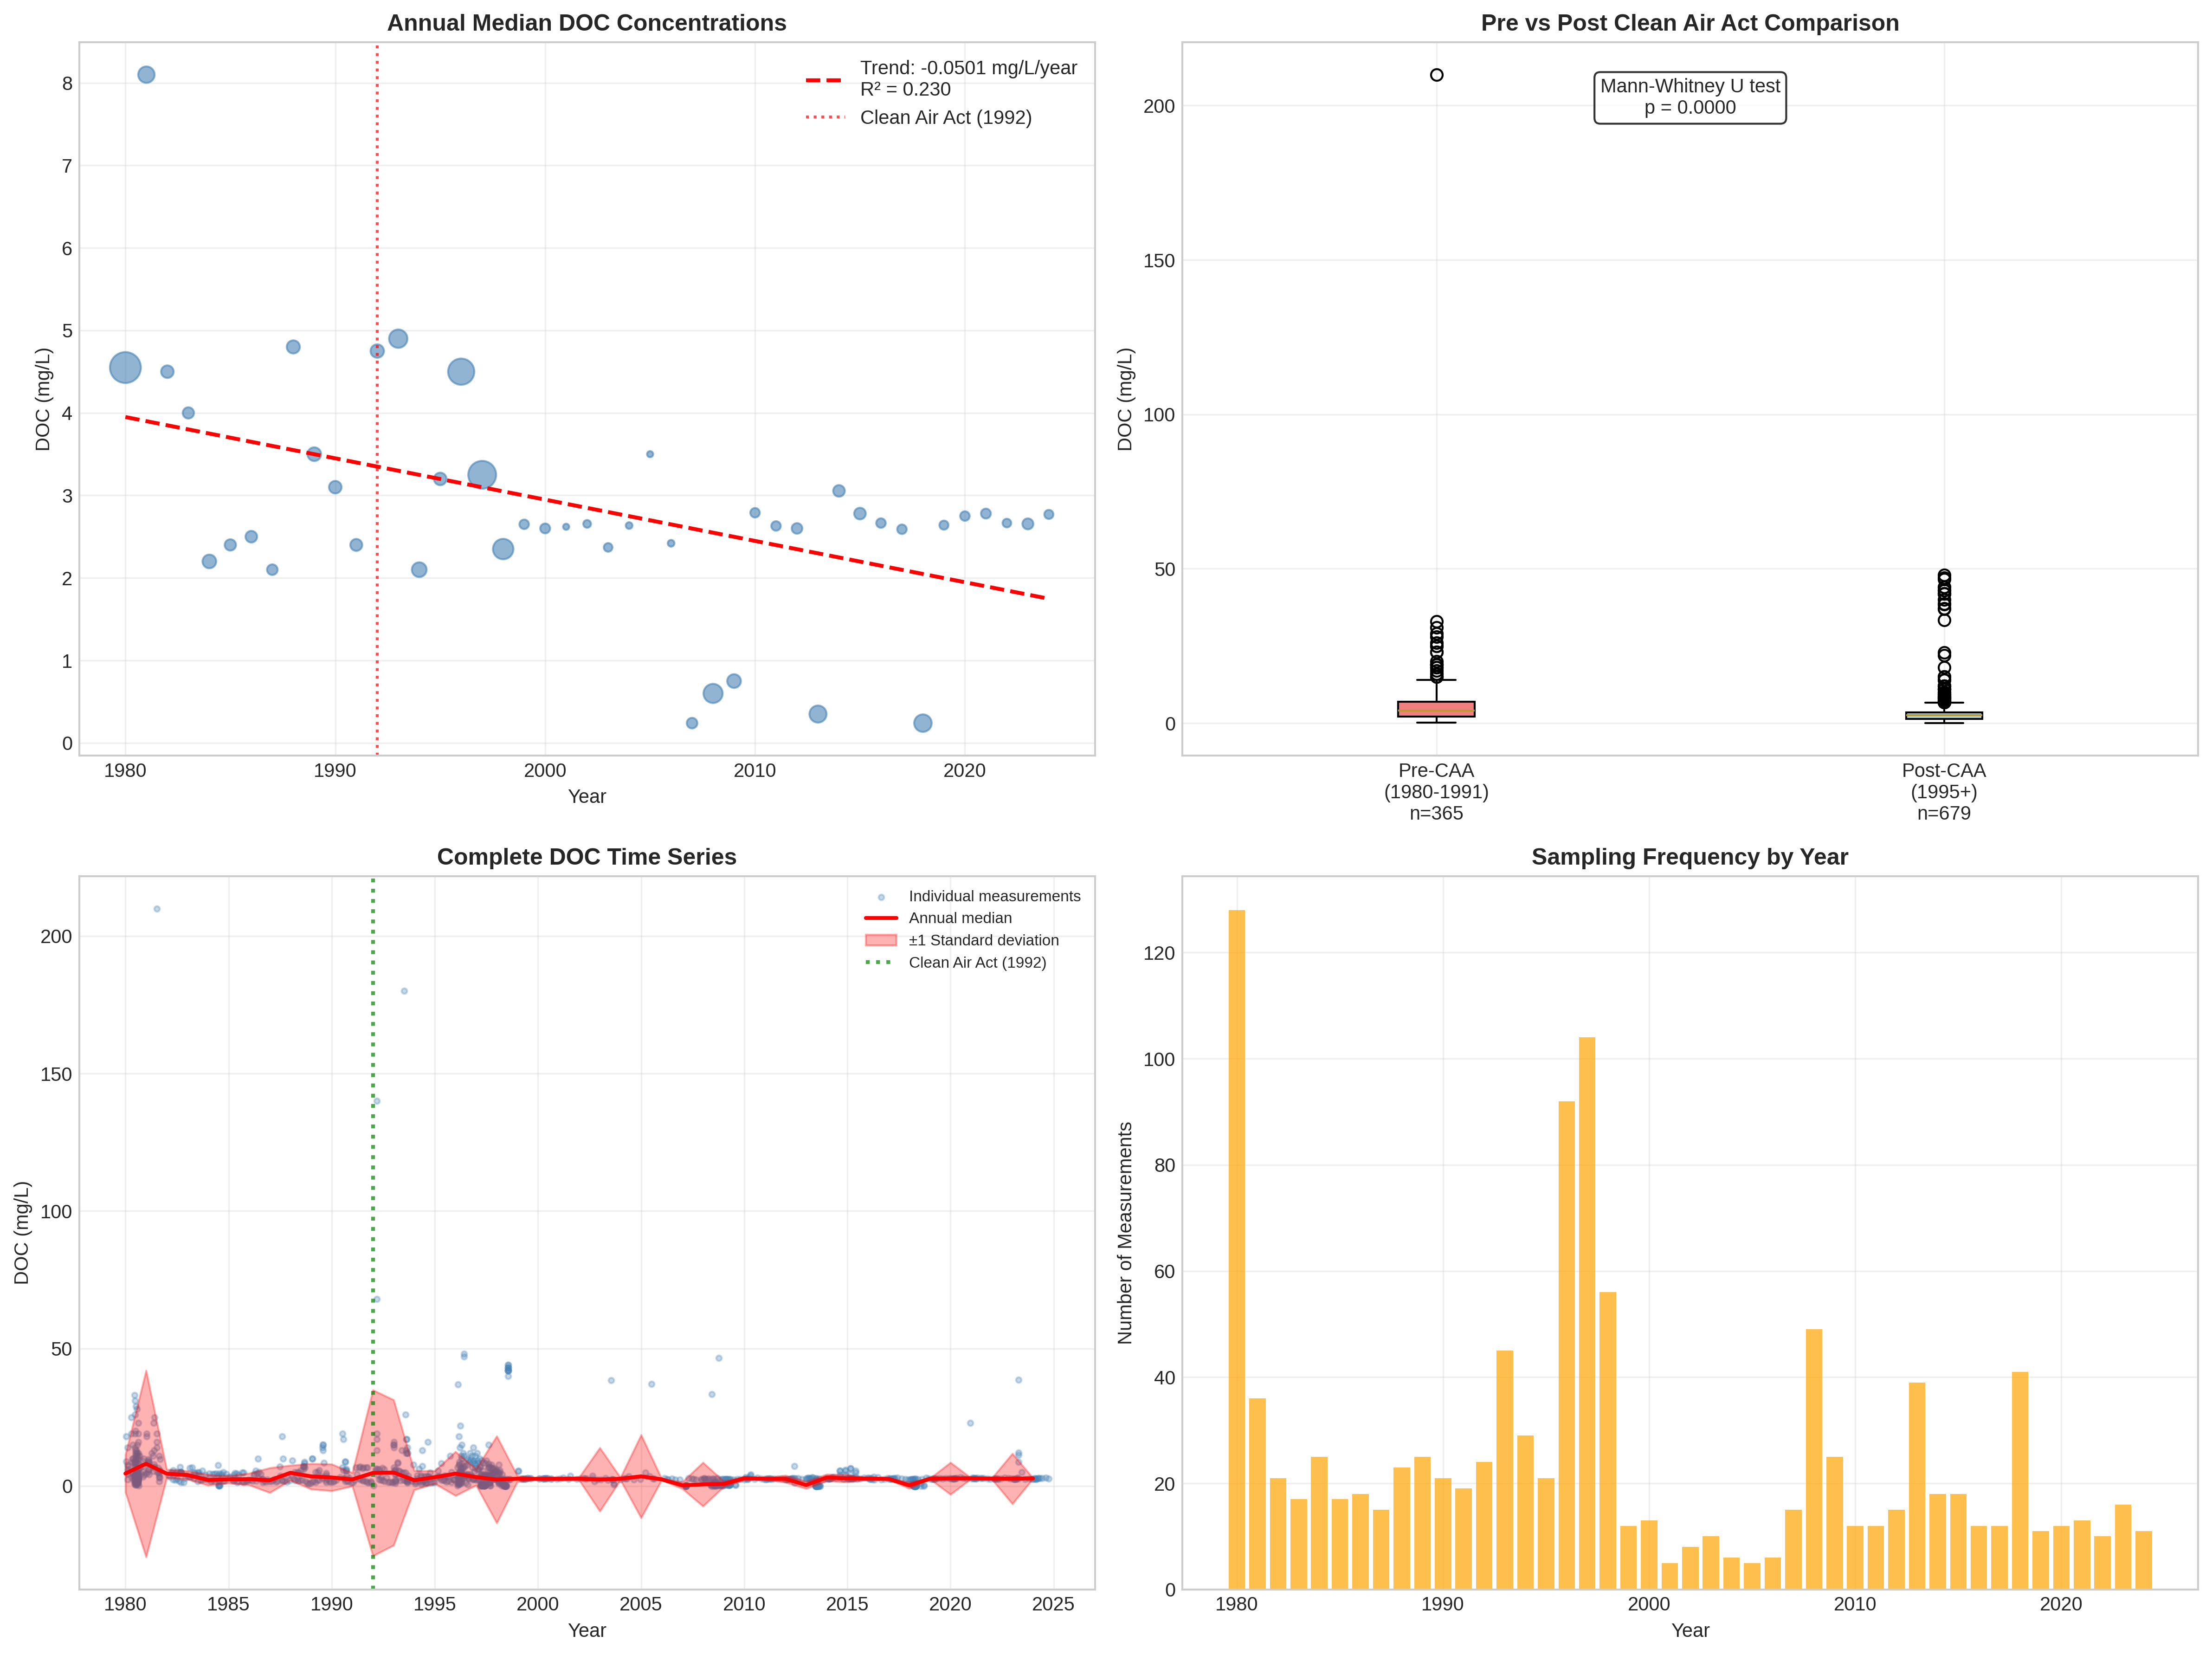 Annual Median DOC Concentrations
Trend: -0.0501 mg/L/year
R² = 0.230
Clean Air Act (1992)
DOC (mg/L)
8
7
6
5
4
3
2
1
0
1980
1990
2000
2010
2020
Year
Pre vs Post Clean Air Act Comparison
Mann-Whitney U test
p = 0.0000
DOC (mg/L)
200
150
100
50
0
Pre-CAA
(1980-1991)
n=365
Post-CAA
(1995+)
n=679
Complete DOC Time Series
Individual measurements
Annual median
±1 Standard deviation
Clean Air Act (1992)
DOC (mg/L)
200
150
100
50
0
1980
1985
1990
1995
2000
2005
2010
2015
2020
2025
Year
Sampling Frequency by Year
Number of Measurements
120
100
80
60
40
20
0
1980
1990
2000
2010
2020
Year